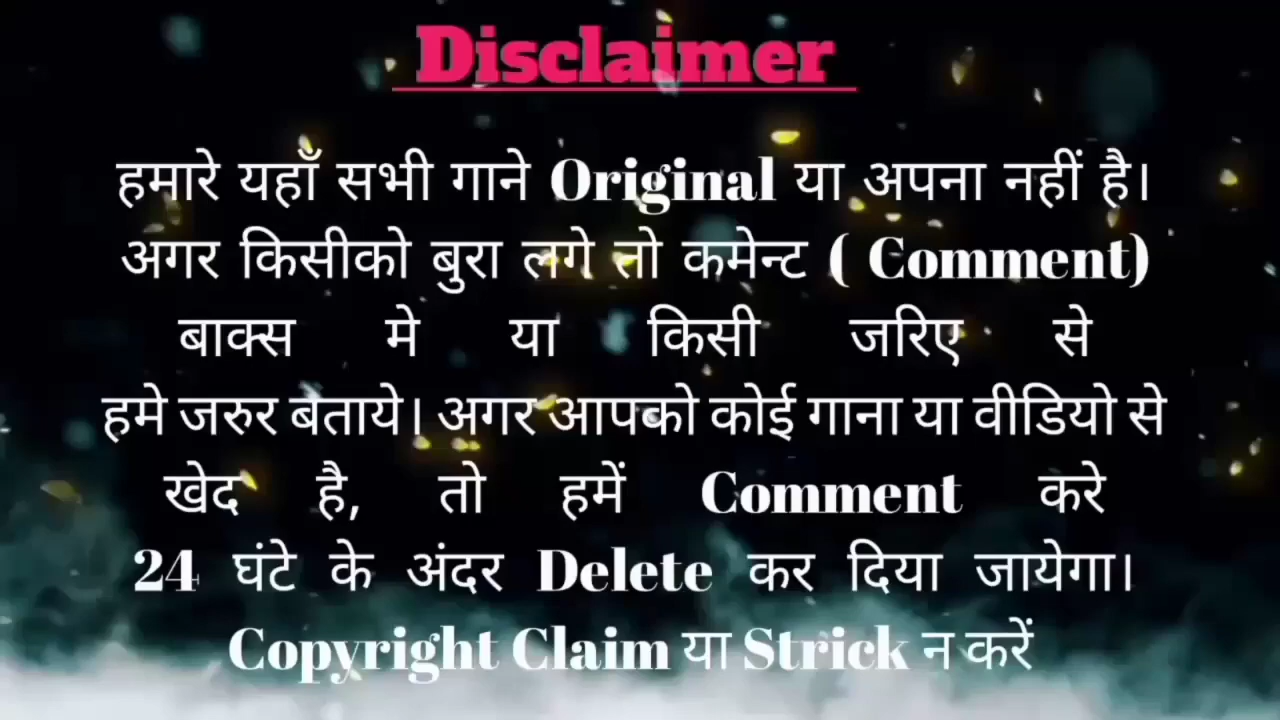 Disclaimer
हमारे यहाँ सभी गाने Original या अपना नहीं है।
अगर किसीको बुरा लगे तो कमेन्ट ( Comment)
बाक्स मे या किसी जरिए से
हमे जरुर बताये। अगर आपको कोई गाना या वीडियो से
खेद है, तो हमें Comment करे
24 घंटे के अंदर Delete कर दिया जायेगा।
Copyright Claim या Strick न करें